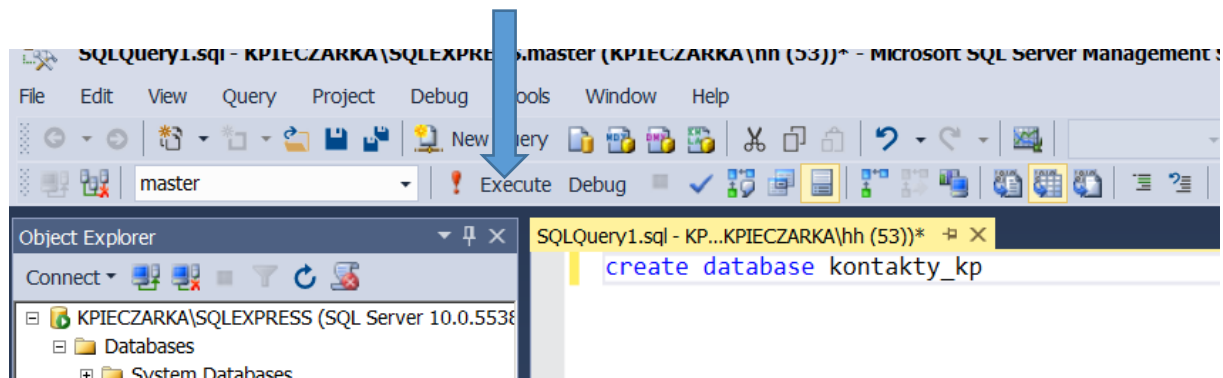 SQLQuery1.sql - KPIECZARKA\SQLEXPRESS.master (KPIECZARKA\hh (53))* - Microsoft SQL Server Management S
File Edit View Query Project Debug Tools Window Help
New Query
master Execute Debug
Object Explorer
SQLQuery1.sql - KP...KPIECZARKA\hh (53))*
create database kontakty_kp
Connect
KPIECZARKA\SQLEXPRESS (SQL Server 10.0.5538
Databases
System Databases